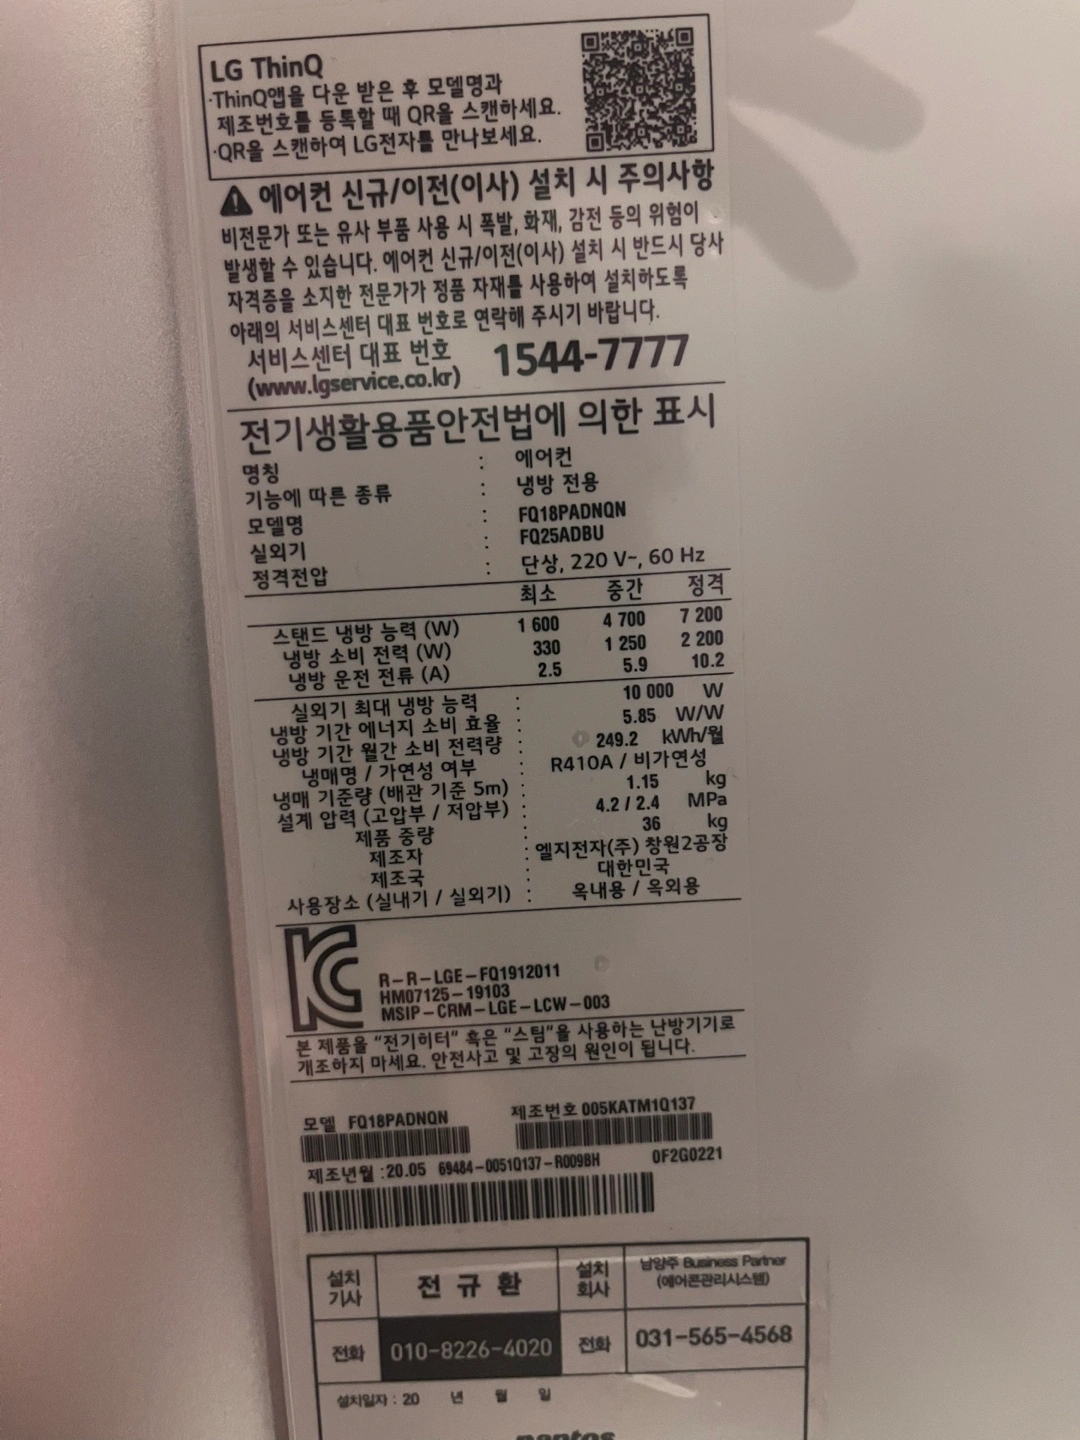 LG ThinQ
·ThinQ앱을 다운 받은 후 모델명과
제조번호를 등록할 때 QR을 스캔하세요.
·QR을 스캔하여 LG전자를 만나보세요.
에어컨 신규/이전(이사) 설치 시 주의사항
비전문가 또는 유사 부품 사용 시 폭발, 화재, 감전 등의 위험이
발생할 수 있습니다. 에어컨 신규/이전(이사) 설치 시 반드시 당사
자격증을 소지한 전문가가 정품 자재를 사용하여 설치하도록
아래의 서비스센터 대표 번호로 연락해 주시기 바랍니다.
서비스센터 대표 번호 1544-7777
(www.lgservice.co.kr)
전기생활용품안전법에 의한 표시
명칭 : 에어컨
기능에 따른 종류 : 냉방 전용
모델명 : FQ18PADNQN
실외기 : FQ25ADBU
정격전압 : 단상, 220 V~, 60 Hz
최소 중간 정격
스탠드 냉방 능력 (W) 1 600 4 700 7 200
냉방 소비 전력 (W) 330 1 250 2 200
냉방 운전 전류 (A) 2.5 5.9 10.2
실외기 최대 냉방 능력 : 10 000 W
냉방 기간 에너지 소비 효율 : 5.85 W/W
냉방 기간 월간 소비 전력량 : 249.2 kWh/월
냉매명 / 가연성 여부 : R410A / 비가연성
냉매 기준량 (배관 기준 5m) : 1.15 kg
설계 압력 (고압부 / 저압부) : 4.2 / 2.4 MPa
제품 중량 : 36 kg
제조자 : 엘지전자(주) 창원2공장
제조국 : 대한민국
사용장소 (실내기 / 실외기) : 옥내용 / 옥외용
R-R-LGE-FQ1912011
HM07125-19103
MSIP-CRM-LGE-LCW-003
본 제품을 "전기히터" 혹은 "스팀"을 사용하는 난방기기로
개조하지 마세요. 안전사고 및 고장의 원인이 됩니다.
모델 FQ18PADNQN 제조번호 005KATM1Q137
제조년월 : 20.05 69484-0051Q137-R009BH 0F2G0221
설치기사 전 규 환 설치회사 남양주 Business Partner
(에어콘관리시스템)
전화 010-8226-4020 전화 031-565-4568
설치일자 : 20 년 월 일
pantos